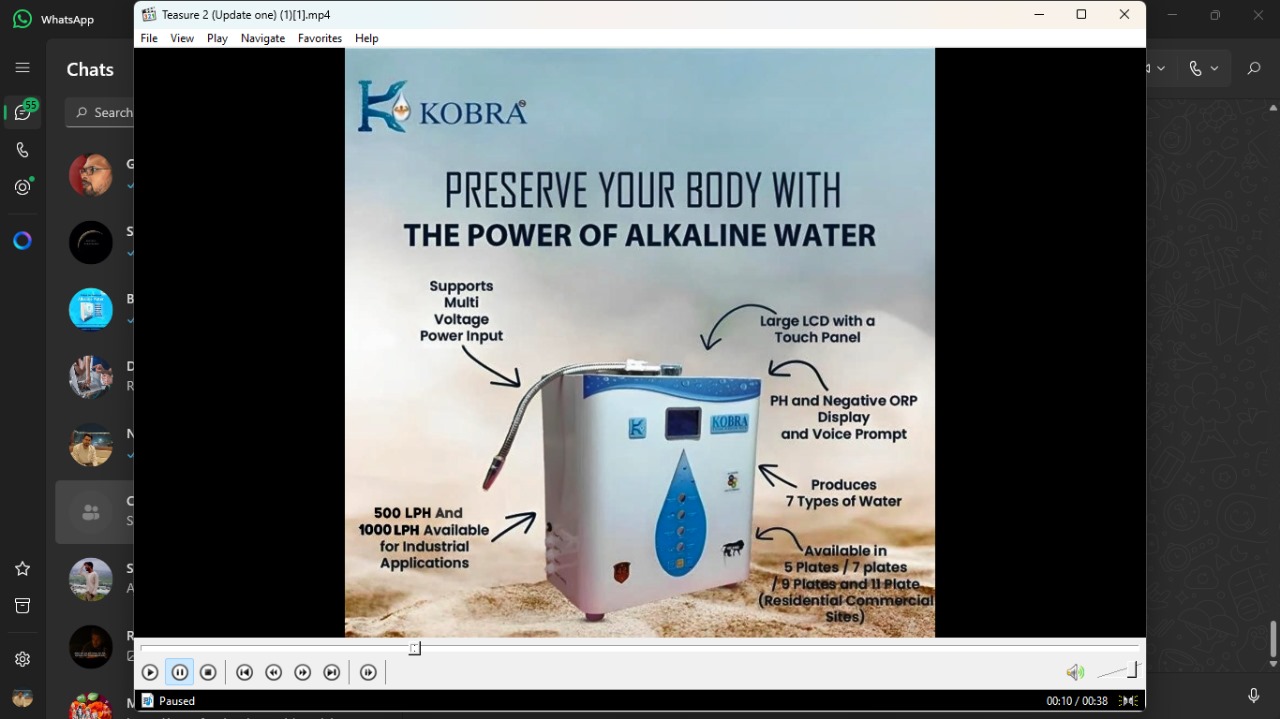 WhatsApp
Teasure 2 (Update one) (1)[1].mp4
File View Play Navigate Favorites Help
Chats
55
Search
KOBRA
PRESERVE YOUR BODY WITH
THE POWER OF ALKALINE WATER
Supports
Multi
Voltage
Power Input
Large LCD with a
Touch Panel
PH and Negative ORP
Display
and Voice Prompt
KOBRA
Produces
7 Types of Water
500 LPH And
1000 LPH Available
for Industrial
Applications
Available in
5 Plates / 7 plates
/ 9 Plates and 11 Plate
(Residential Commercial
Sites)
G
S
B
D
R
N
C
S
S
A
R
M
Paused
00:10 / 00:38